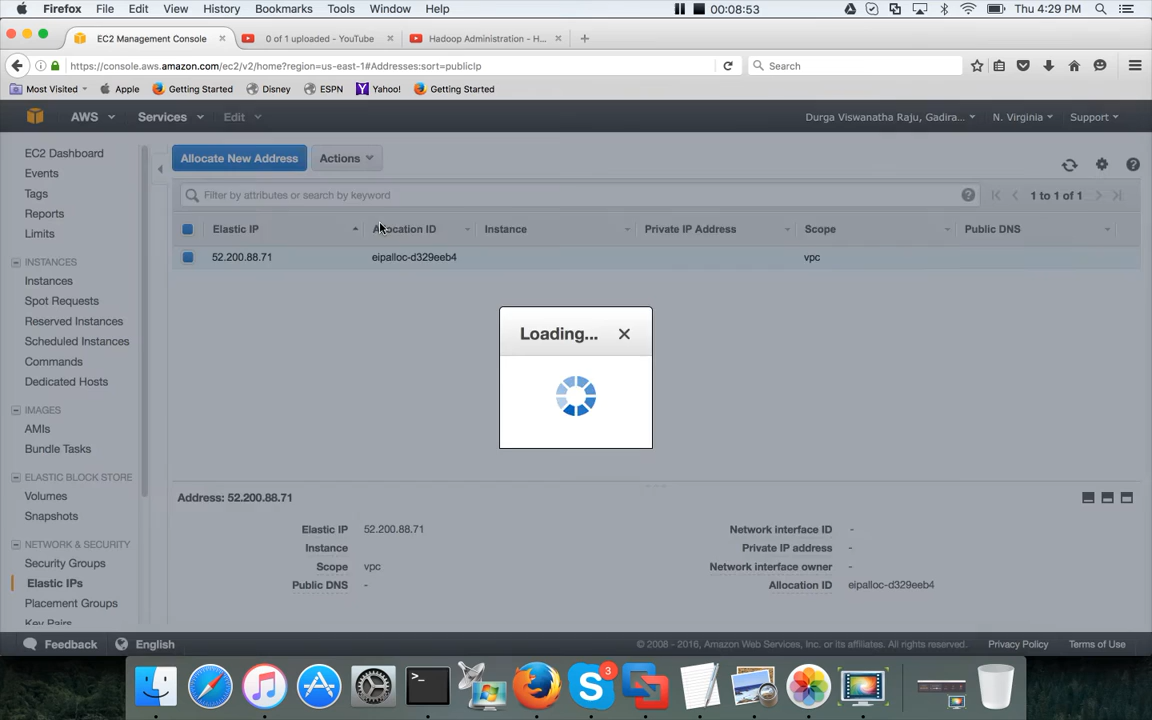 Firefox File Edit View History Bookmarks Tools Window Help 00:08:53 Thu 4:29 PM
EC2 Management Console 0 of 1 uploaded - YouTube Hadoop Administration - H...
https://console.aws.amazon.com/ec2/v2/home?region=us-east-1#Addresses:sort=publicIp Search
Most Visited Apple Getting Started Disney ESPN Yahoo! Getting Started
AWS Services Edit Durga Viswanatha Raju, Gadira... N. Virginia Support
EC2 Dashboard
Events
Tags
Reports
Limits
INSTANCES
Instances
Spot Requests
Reserved Instances
Scheduled Instances
Commands
Dedicated Hosts
IMAGES
AMIs
Bundle Tasks
ELASTIC BLOCK STORE
Volumes
Snapshots
NETWORK & SECURITY
Security Groups
Elastic IPs
Placement Groups
Key Pairs
Allocate New Address Actions
Filter by attributes or search by keyword 1 to 1 of 1
Elastic IP Allocation ID Instance Private IP Address Scope Public DNS
52.200.88.71 eipalloc-d329eeb4 vpc
Loading...
Address: 52.200.88.71
Elastic IP 52.200.88.71 Network interface ID -
Instance Private IP address -
Scope vpc Network interface owner -
Public DNS - Allocation ID eipalloc-d329eeb4
Feedback English © 2008 - 2016, Amazon Web Services, Inc. or its affiliates. All rights reserved. Privacy Policy Terms of Use
3